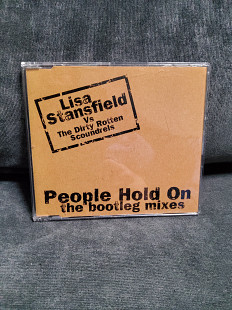 Lisa
Stansfield
Vs
The Dirty Rotten
Scoundrels
People Hold On
the bootleg mixes